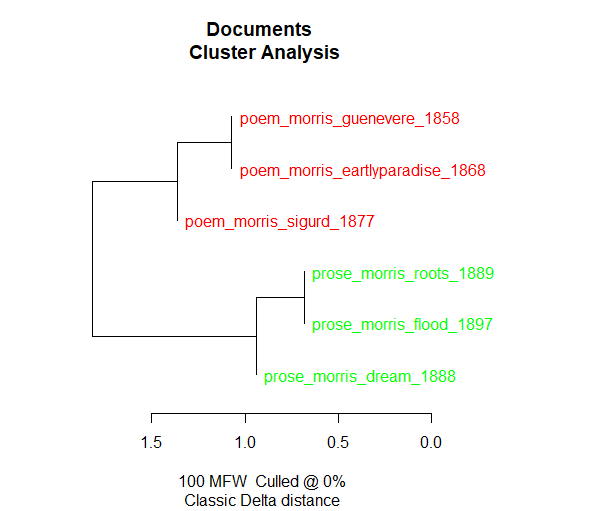 Documents
Cluster Analysis
poem_morris_guenevere_1858
poem_morris_eartlyparadise_1868
poem_morris_sigurd_1877
prose_morris_roots_1889
prose_morris_flood_1897
prose_morris_dream_1888
1.5 1.0 0.5 0.0
100 MFW Culled @ 0%
Classic Delta distance